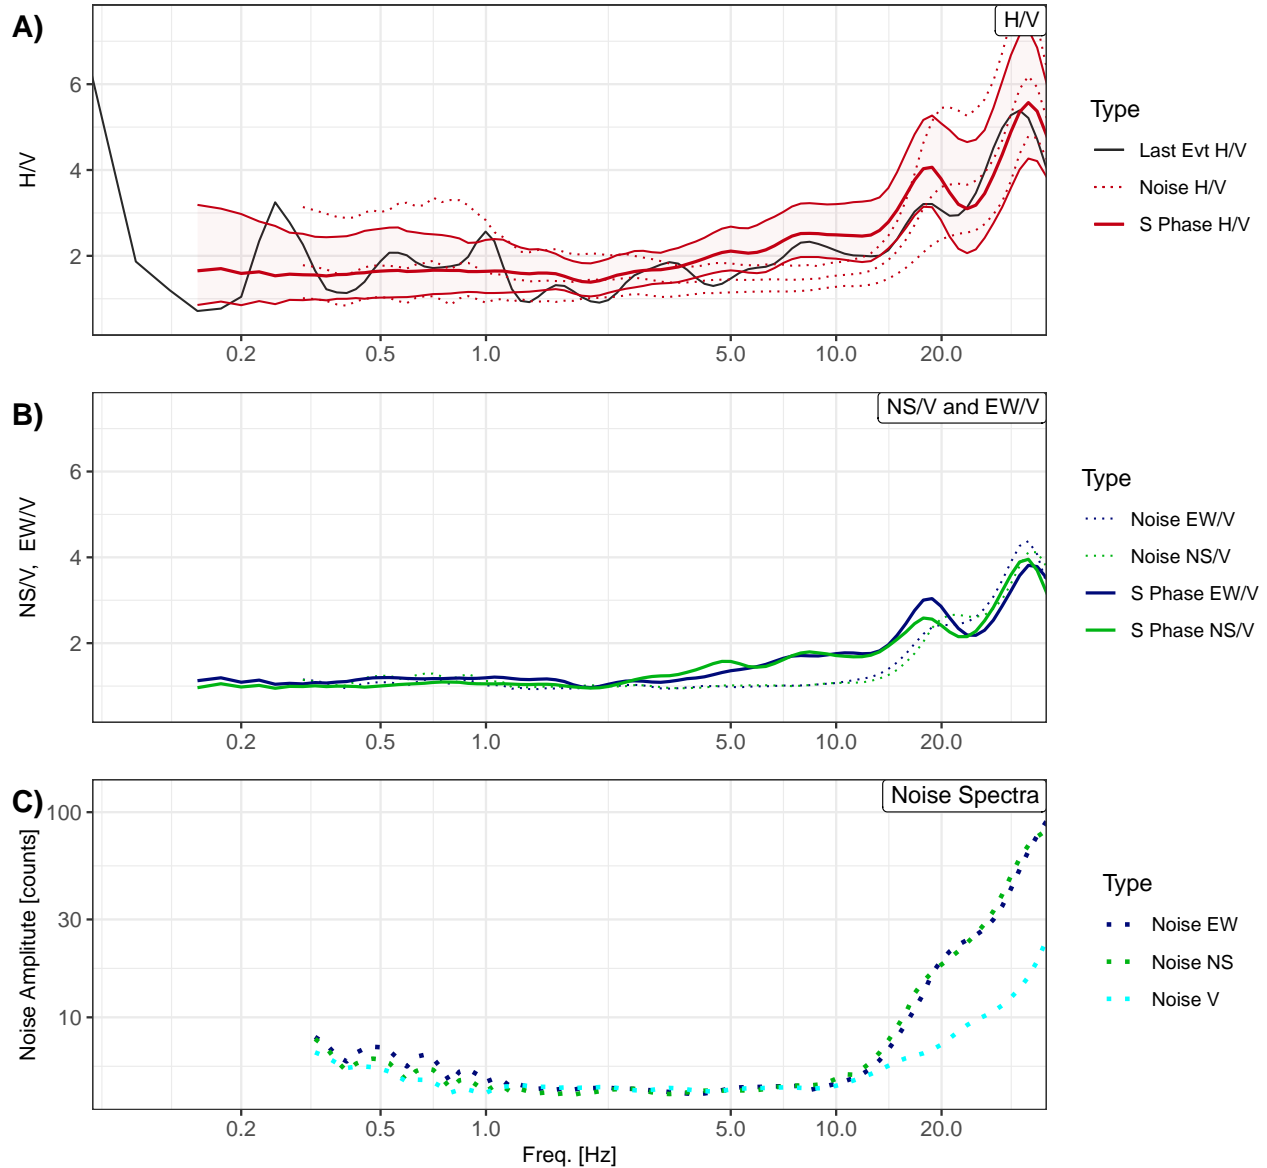 A)
H/V
6
4
2
H/V
0.2 0.5 1.0 5.0 10.0 20.0
Type
Last Evt H/V
Noise H/V
S Phase H/V
B)
NS/V and EW/V
6
4
2
NS/V, EW/V
0.2 0.5 1.0 5.0 10.0 20.0
Type
Noise EW/V
Noise NS/V
S Phase EW/V
S Phase NS/V
C)
Noise Spectra
100
30
10
Noise Amplitute [counts]
0.2 0.5 1.0 5.0 10.0 20.0
Freq. [Hz]
Type
Noise EW
Noise NS
Noise V